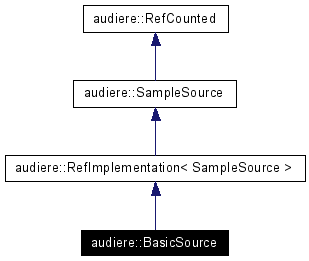 audiere::RefCounted
audiere::SampleSource
audiere::RefImplementation< SampleSource >
audiere::BasicSource